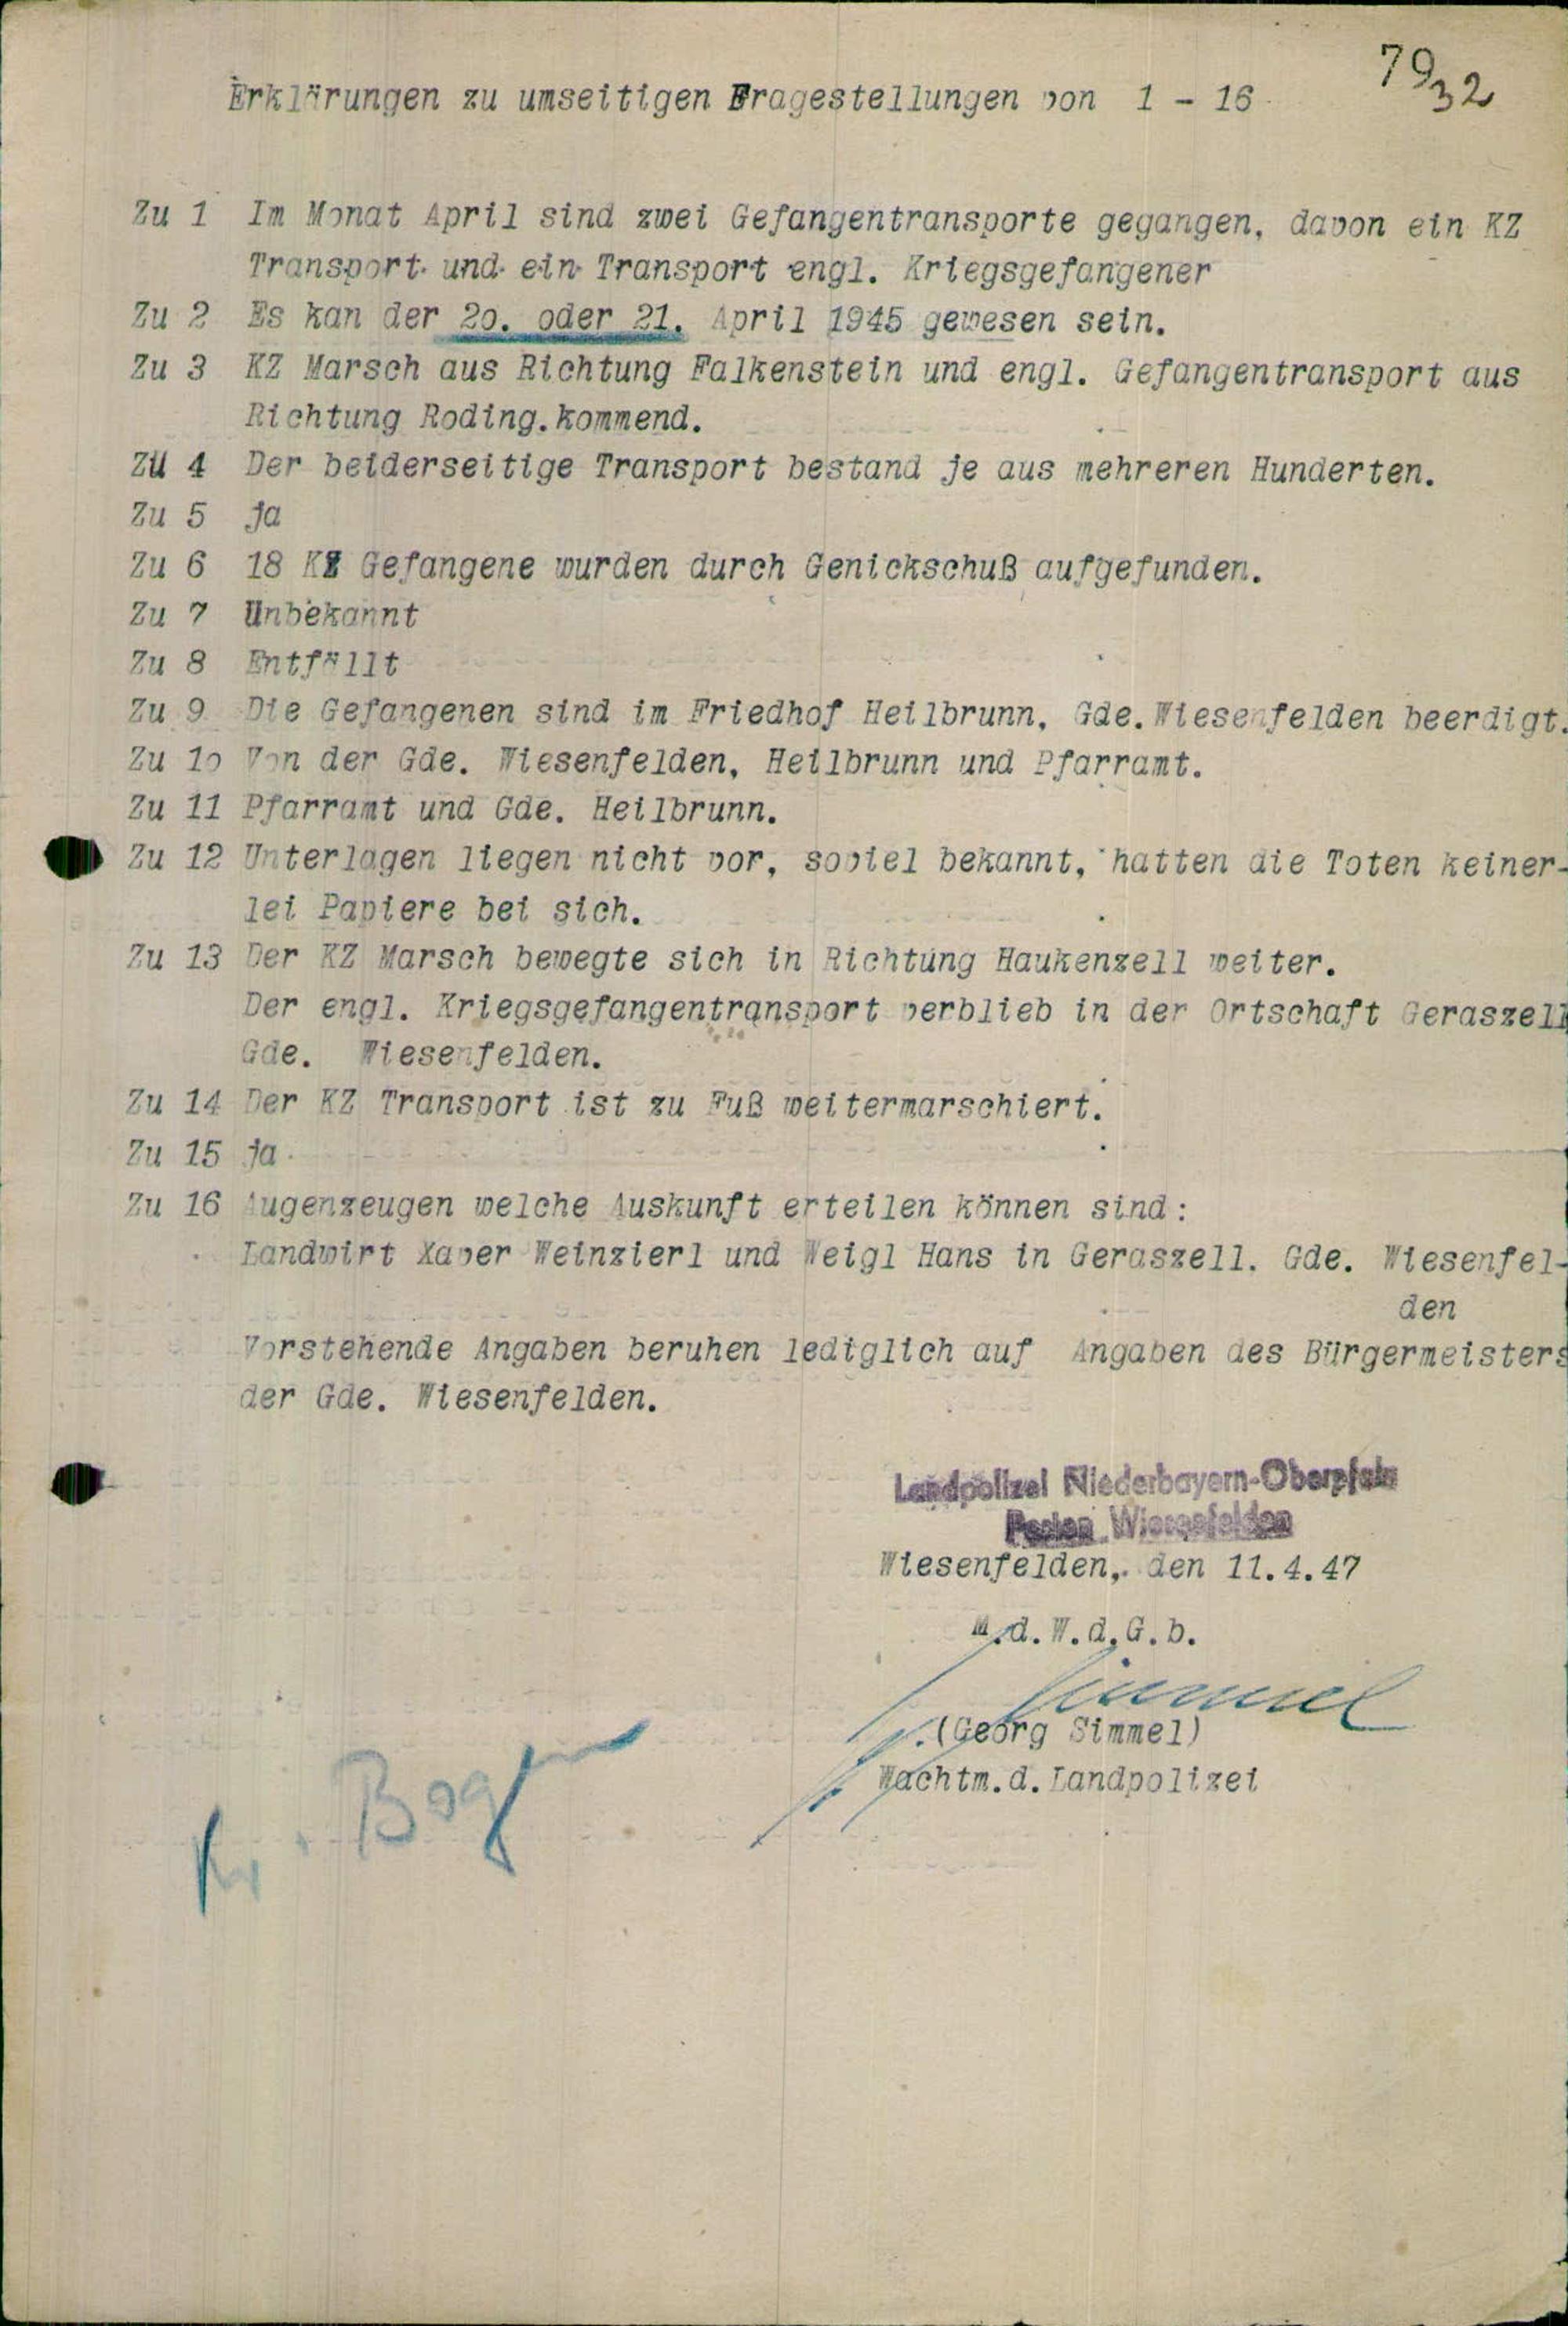 79
32
Erklärungen zu umseitigen Fragestellungen von 1 - 16
Zu 1 Im Monat April sind zwei Gefangentransporte gegangen, davon ein KZ
Transport und ein Transport engl. Kriegsgefangener
Zu 2 Es kan der 2o. oder 21. April 1945 gewesen sein.
Zu 3 KZ Marsch aus Richtung Falkenstein und engl. Gefangentransport aus
Richtung Roding.kommend.
Zu 4 Der beiderseitige Transport bestand je aus mehreren Hunderten.
Zu 5 ja
Zu 6 18 KZ Gefangene wurden durch Genickschuß aufgefunden.
Zu 7 Unbekannt
Zu 8 Entfällt
Zu 9 Die Gefangenen sind im Friedhof Heilbrunn, Gde.Wiesenfelden beerdigt.
Zu 1o Von der Gde. Wiesenfelden, Heilbrunn und Pfarramt.
Zu 11 Pfarramt und Gde. Heilbrunn.
Zu 12 Unterlagen liegen nicht vor, soviel bekannt, hatten die Toten keiner-
lei Papiere bei sich.
Zu 13 Der KZ Marsch bewegte sich in Richtung Haukenzell weiter.
Der engl. Kriegsgefangentransport verblieb in der Ortschaft Geraszell
Gde. Wiesenfelden.
Zu 14 Der KZ Transport ist zu Fuß weitermarschiert.
Zu 15 ja
Zu 16 Augenzeugen welche Auskunft erteilen können sind:
Landwirt Xaver Weinzierl und Weigl Hans in Geraszell. Gde. Wiesenfel-
den
Vorstehende Angaben beruhen lediglich auf Angaben des Bürgermeisters
der Gde. Wiesenfelden.
Landpolizei Niederbayern-Oberpfalz
Posten Wiesenfelden
Wiesenfelden, den 11.4.47
M.d.W.d.G.b.
Simmel
(Georg Simmel)
Wachtm.d.Landpolizei
Kr. Bogen